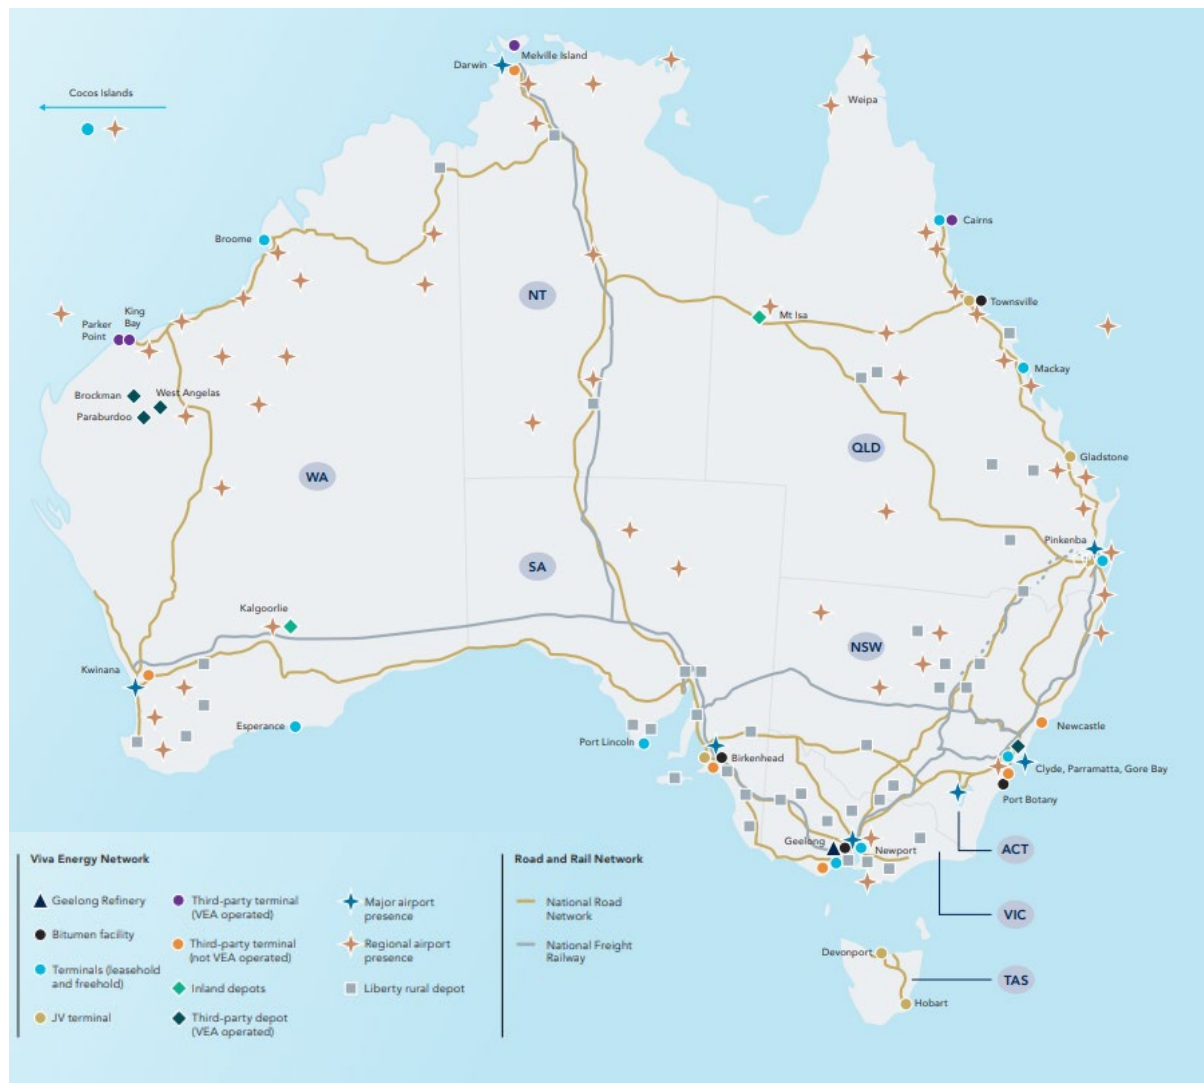 Melville Island
Darwin
Cocos Islands
Weipa
Cairns
Broome
NT
Mt Isa
Townsville
King
Bay
Parker
Point
Mackay
Brockman
West Angelas
Paraburdoo
QLD
Gladstone
WA
Pinkenba
SA
Kalgoorlie
NSW
Kwinana
Esperance
Newcastle
Port Lincoln
Birkenhead
Clyde, Parramatta, Gore Bay
Port Botany
Geelong
Newport
ACT
VIC
Devonport
TAS
Hobart
Viva Energy Network
Geelong Refinery
Bitumen facility
Terminals (leasehold
and freehold)
JV terminal
Third-party terminal
(VEA operated)
Third-party terminal
(not VEA operated)
Inland depots
Third-party depot
(VEA operated)
Major airport
presence
Regional airport
presence
Liberty rural depot
Road and Rail Network
National Road
Network
National Freight
Railway